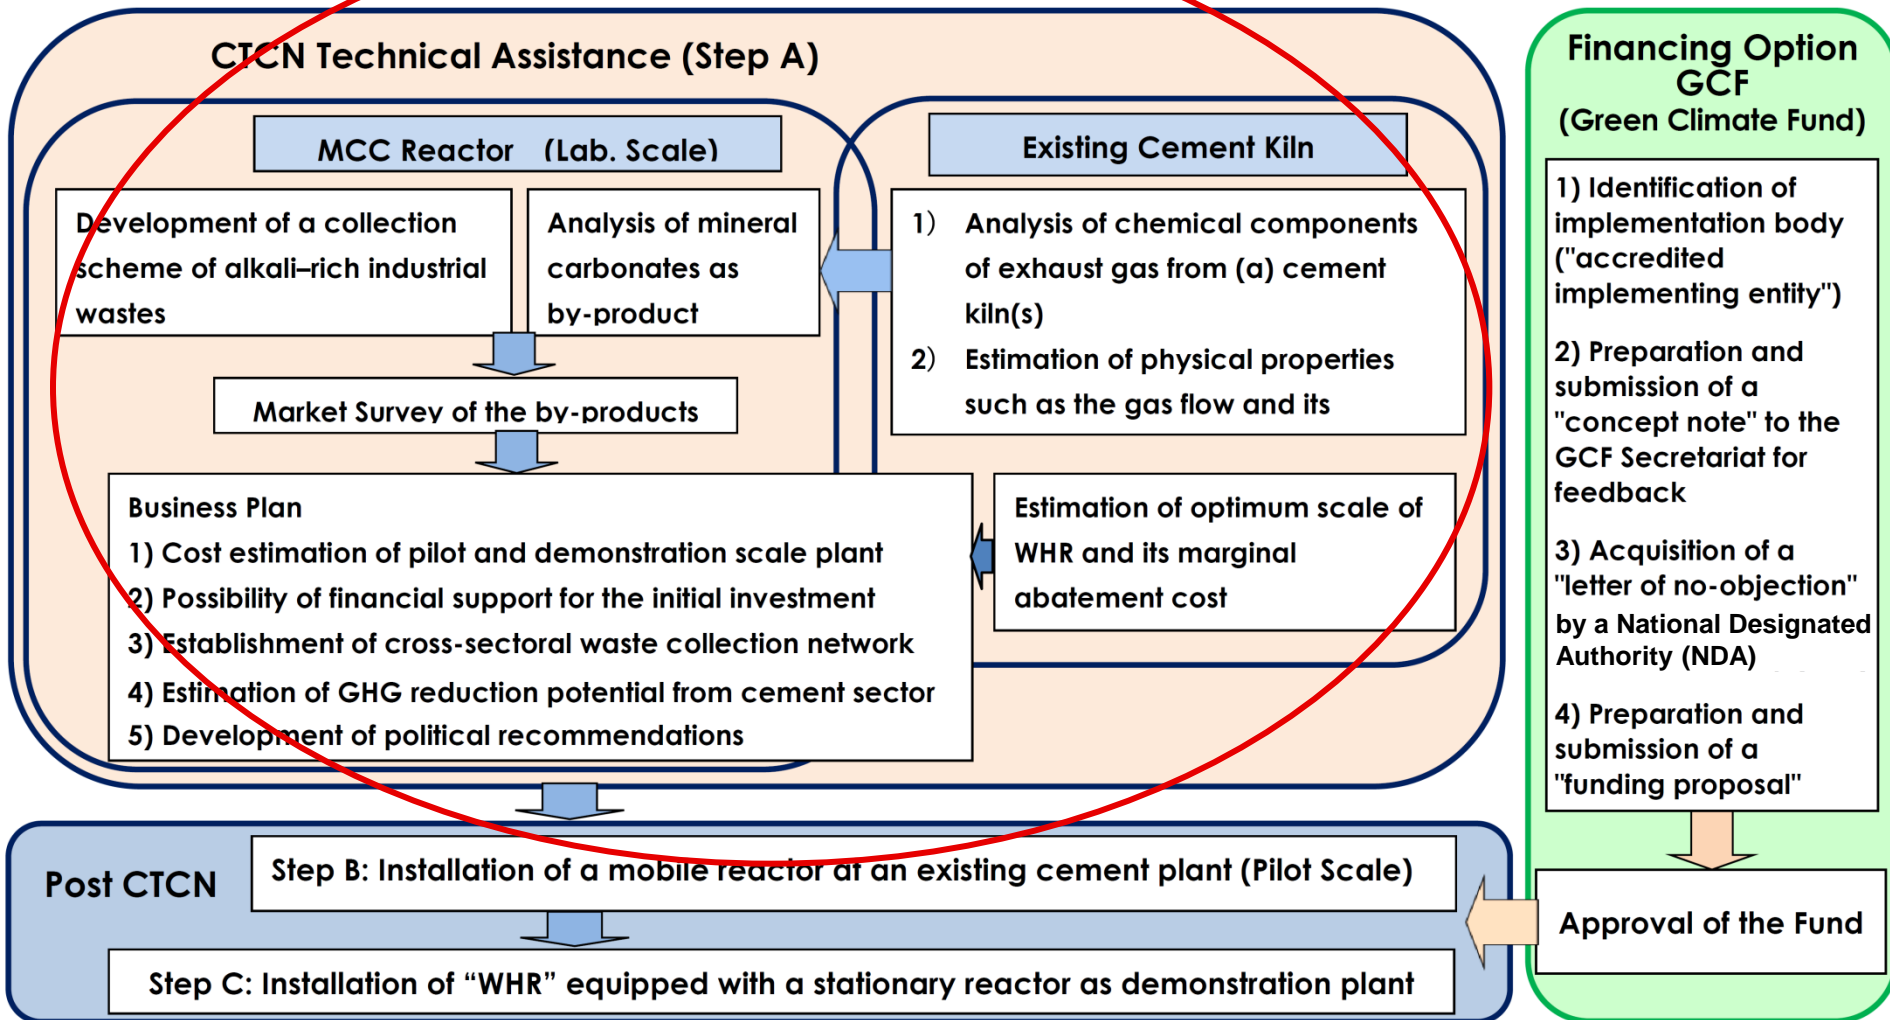 CTCN Technical Assistance (Step A)
MCC Reactor (Lab. Scale)
Development of a collection
scheme of alkali–rich industrial
wastes
Analysis of mineral
carbonates as
by-product
Market Survey of the by-products
Business Plan
1) Cost estimation of pilot and demonstration scale plant
2) Possibility of financial support for the initial investment
3) Establishment of cross-sectoral waste collection network
4) Estimation of GHG reduction potential from cement sector
5) Development of political recommendations
Existing Cement Kiln
1) Analysis of chemical components
of exhaust gas from (a) cement
kiln(s)
2) Estimation of physical properties
such as the gas flow and its
Estimation of optimum scale of
WHR and its marginal
abatement cost
Post CTCN
Step B: Installation of a mobile reactor at an existing cement plant (Pilot Scale)
Step C: Installation of “WHR” equipped with a stationary reactor as demonstration plant
Financing Option
GCF
(Green Climate Fund)
1) Identification of
implementation body
("accredited
implementing entity")
2) Preparation and
submission of a
"concept note" to the
GCF Secretariat for
feedback
3) Acquisition of a
"letter of no-objection"
by a National Designated
Authority (NDA)
4) Preparation and
submission of a
"funding proposal"
Approval of the Fund